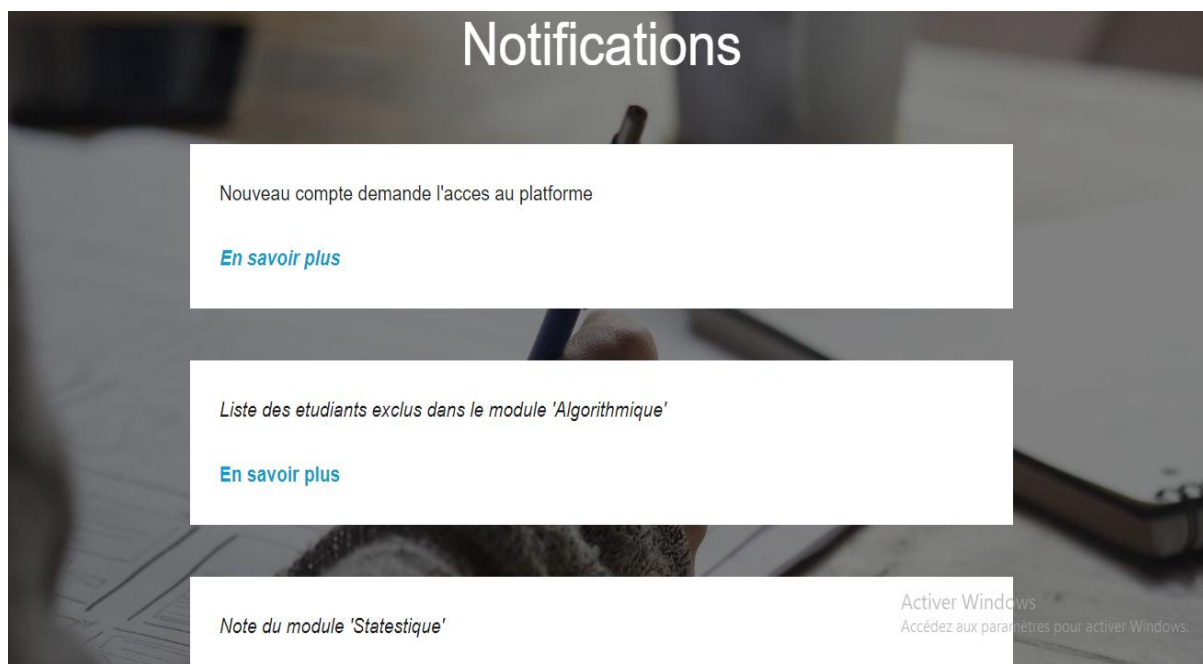 Notifications
Nouveau compte demande l'acces au platforme
En savoir plus
Liste des etudiants exclus dans le module 'Algorithmique'
En savoir plus
Note du module 'Statestique'
Activer Windows
Accédez aux paramètres pour activer Windows.